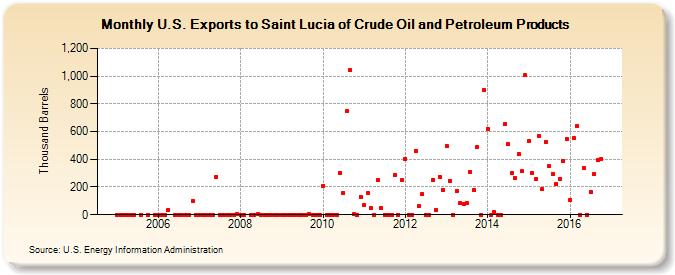 Monthly U.S. Exports to Saint Lucia of Crude Oil and Petroleum Products
Thousand Barrels
1,200
1,000
800
600
400
200
0
2006 2008 2010 2012 2014 2016
Source: U.S. Energy Information Administration